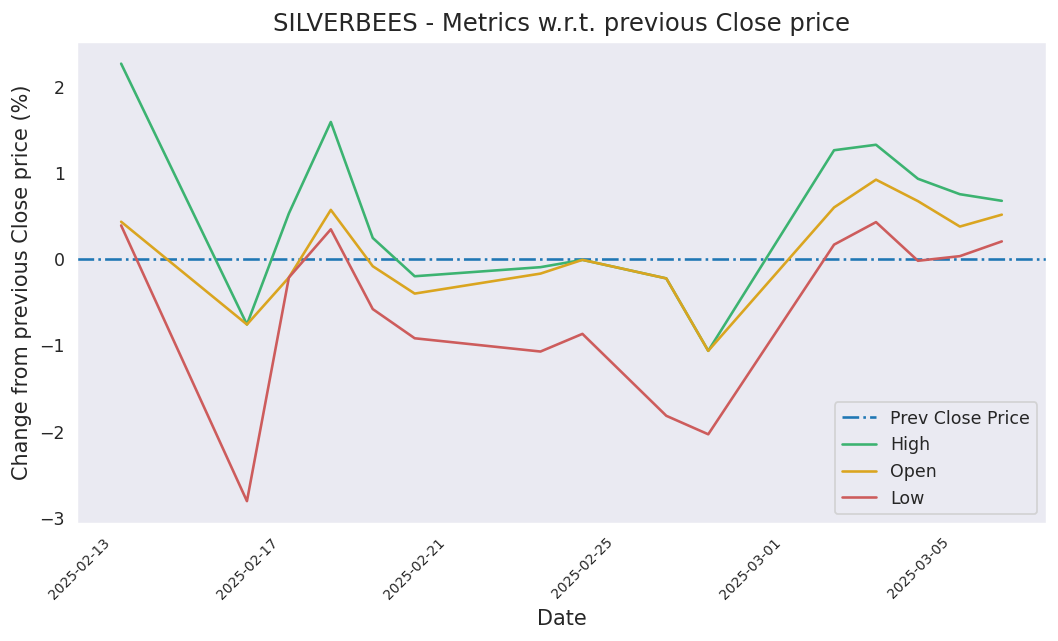 SILVERBEES - Metrics w.r.t. previous Close price
Change from previous Close price (%)
2
1
0
−1
−2
−3
Prev Close Price
High
Open
Low
2025-02-13
2025-02-17
2025-02-21
2025-02-25
2025-03-01
2025-03-05
Date